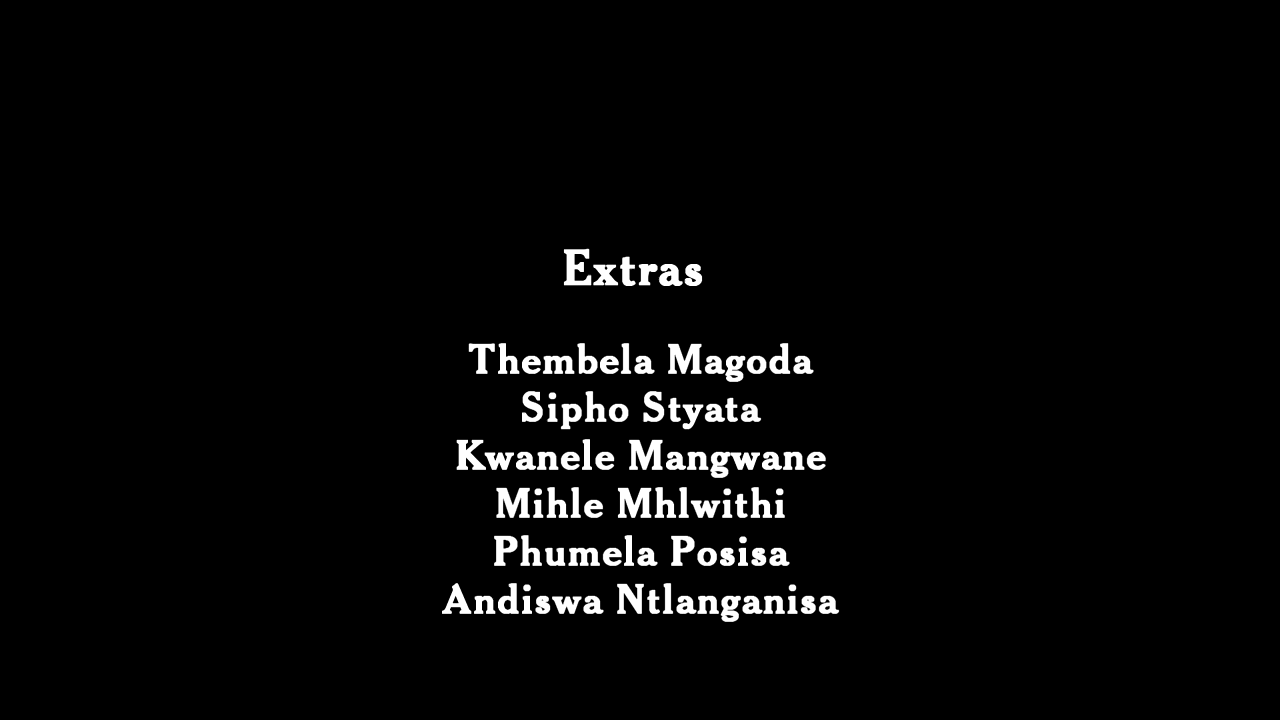 Extras
Thembela Magoda
Sipho Styata
Kwanele Mangwane
Mihle Mhlwithi
Phumela Posisa
Andiswa Ntlanganisa